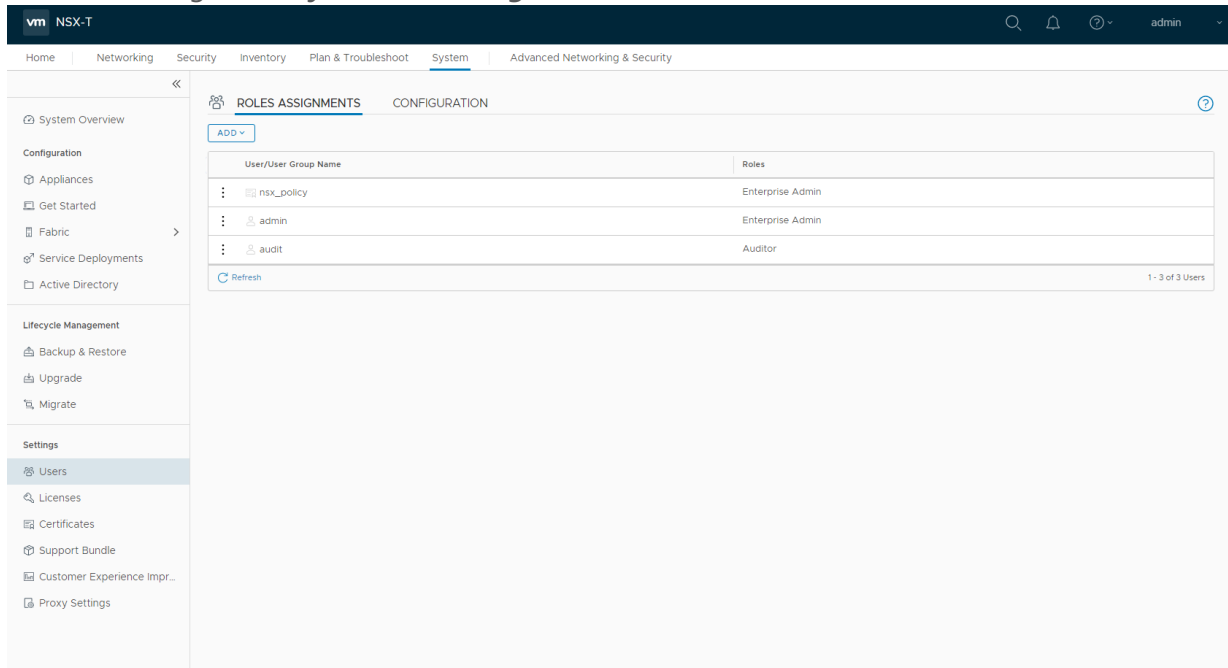 vm NSX-T admin
Home Networking Security Inventory Plan & Troubleshoot System Advanced Networking & Security
System Overview
Configuration
Appliances
Get Started
Fabric
Service Deployments
Active Directory
Lifecycle Management
Backup & Restore
Upgrade
Migrate
Settings
Users
Licenses
Certificates
Support Bundle
Customer Experience Impr...
Proxy Settings
ROLES ASSIGNMENTS CONFIGURATION
ADD
User/User Group Name Roles
nsx_policy Enterprise Admin
admin Enterprise Admin
audit Auditor
Refresh 1 - 3 of 3 Users